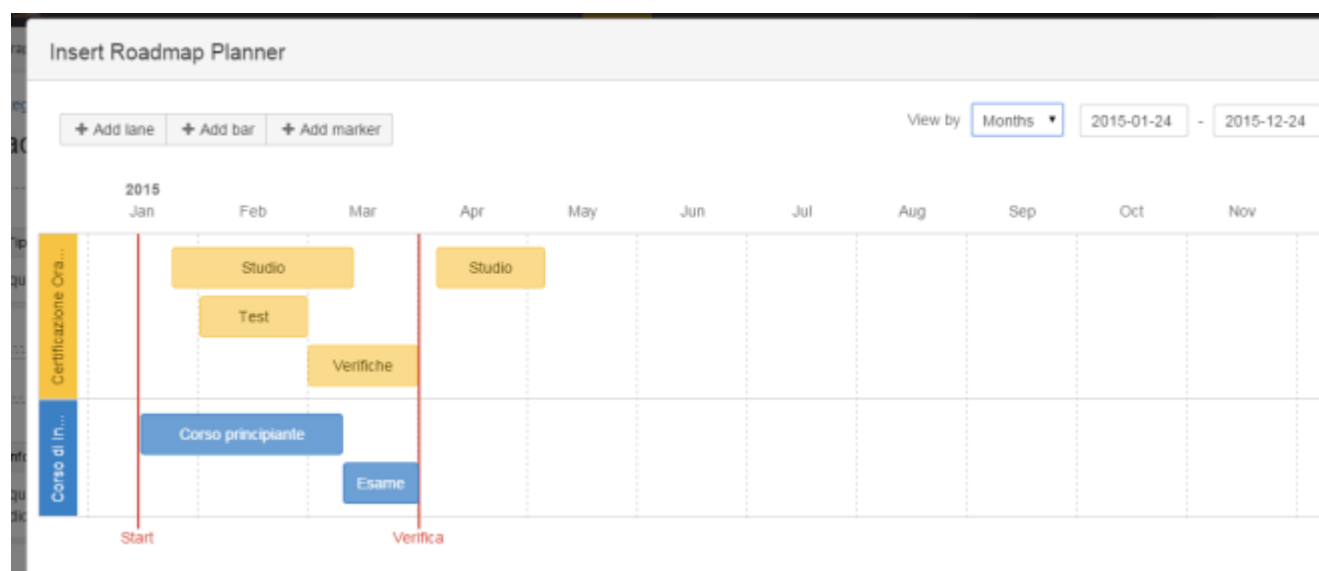 Insert Roadmap Planner
+ Add lane + Add bar + Add marker
View by Months 2015-01-24 - 2015-12-24
2015
Jan Feb Mar Apr May Jun Jul Aug Sep Oct Nov
Certificazione Ora...
Studio Studio
Test
Verifiche
Corso di In...
Corso principiante
Esame
Start Verifica